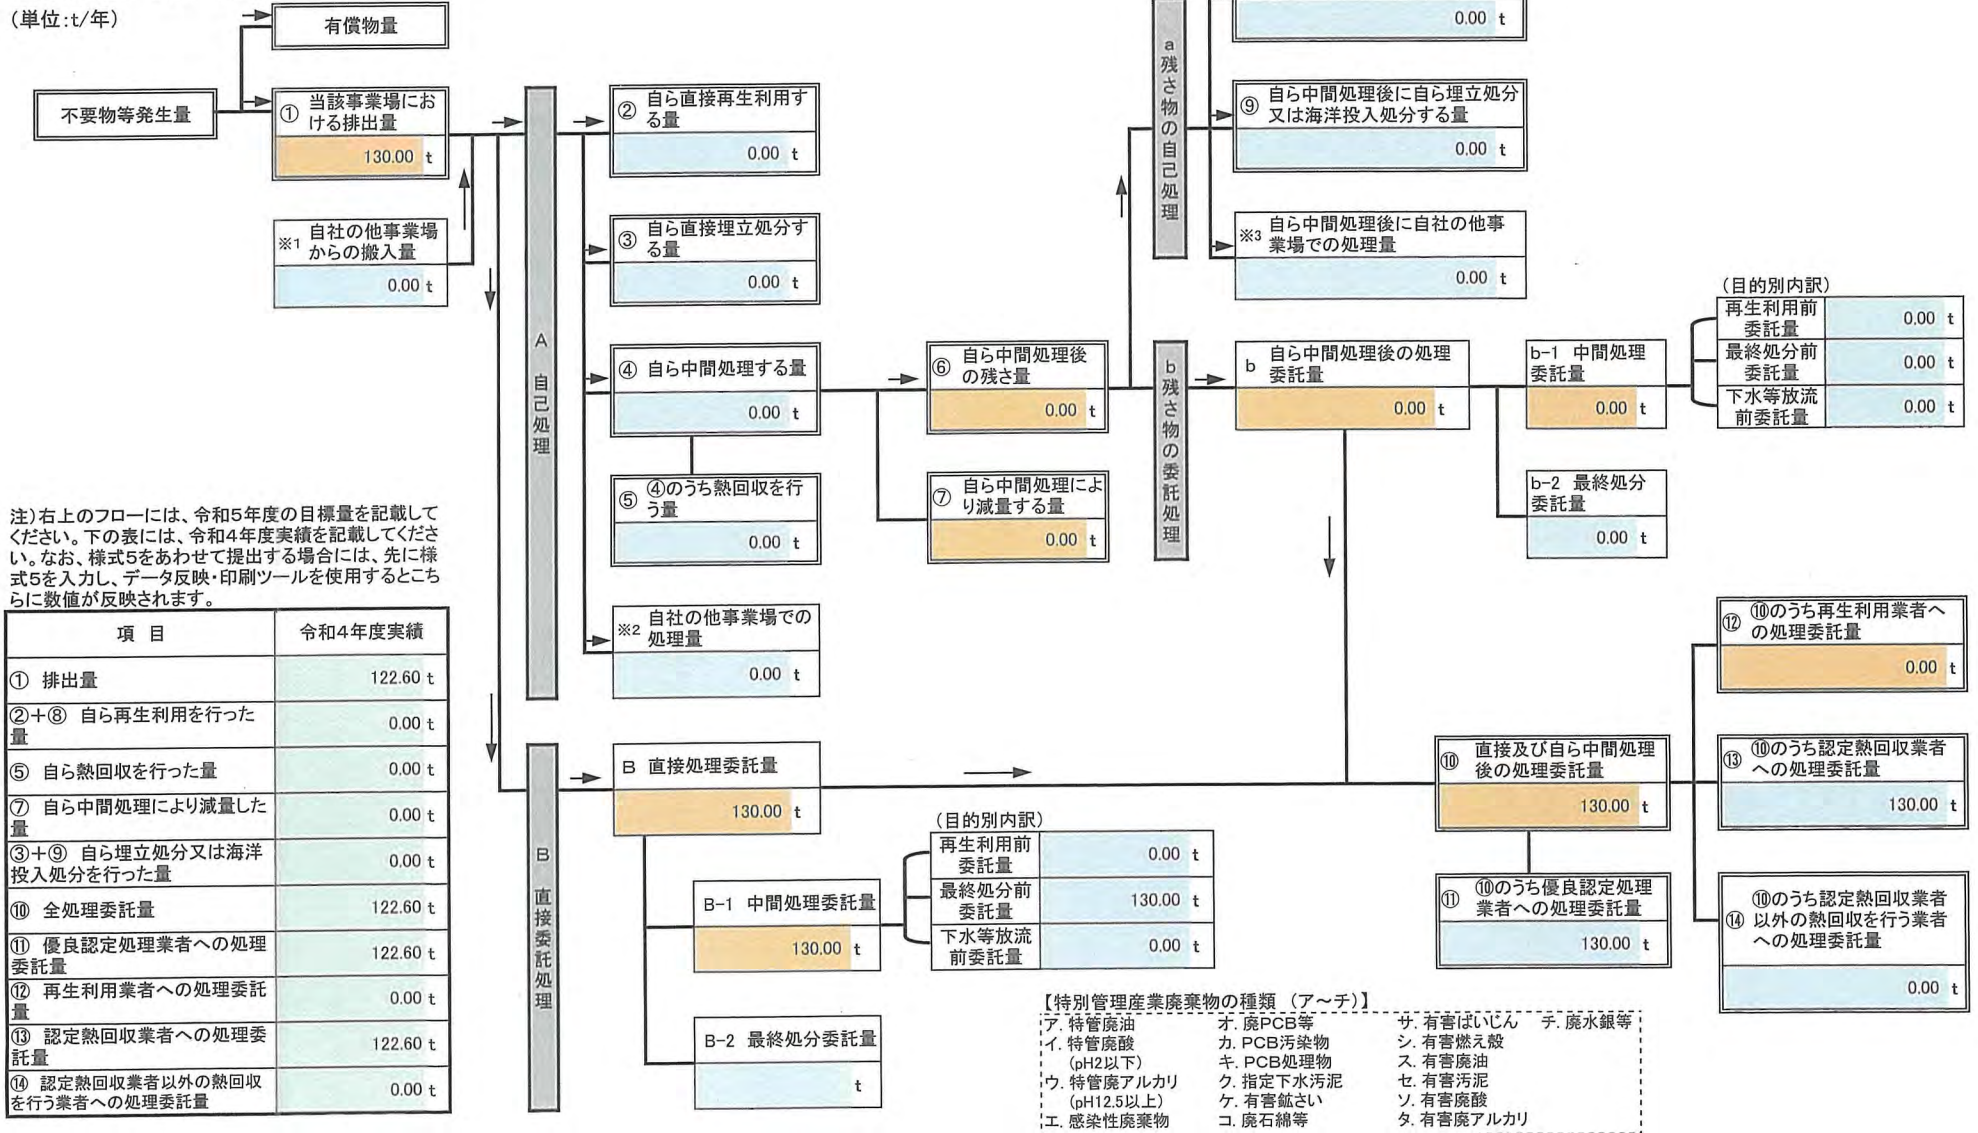 (単位:t/年)
有償物量
不要物等発生量
① 当該事業場にお
ける排出量
130.00 t
※1 自社の他事業場
からの搬入量
0.00 t
A 自己処理
② 自ら直接再生利用す
る量
0.00 t
③ 自ら直接埋立処分す
る量
0.00 t
④ 自ら中間処理する量
0.00 t
⑤ ④のうち熱回収を行
う量
0.00 t
※2 自社の他事業場での
処理量
0.00 t
⑥ 自ら中間処理後
の残さ量
0.00 t
⑦ 自ら中間処理によ
り減量する量
0.00 t
a 残さ物の自己処理
0.00 t
⑨ 自ら中間処理後に自ら埋立処分
又は海洋投入処分する量
0.00 t
※3 自ら中間処理後に自社の他事
業場での処理量
0.00 t
b 残さ物の委託処理
b 自ら中間処理後の処理
委託量
0.00 t
b-1 中間処理
委託量
0.00 t
(目的別内訳)
再生利用前
委託量
0.00 t
最終処分前
委託量
0.00 t
下水等放流
前委託量
0.00 t
b-2 最終処分
委託量
0.00 t
注)右上のフローには、令和5年度の目標量を記載して
ください。下の表には、令和4年度実績を記載してくださ
い。なお、様式5をあわせて提出する場合には、先に様
式5を入力し、データ反映・印刷ツールを使用するとこち
らに数値が反映されます。
項 目 令和4年度実績
① 排出量 122.60 t
②+⑧ 自ら再生利用を行った
量 0.00 t
⑤ 自ら熱回収を行った量 0.00 t
⑦ 自ら中間処理により減量した
量 0.00 t
③+⑨ 自ら埋立処分又は海洋
投入処分を行った量 0.00 t
⑩ 全処理委託量 122.60 t
⑪ 優良認定処理業者への処理
委託量 122.60 t
⑫ 再生利用業者への処理委託
量 0.00 t
⑬ 認定熱回収業者への処理委
託量 122.60 t
⑭ 認定熱回収業者以外の熱回収
を行う業者への処理委託量 0.00 t
B 直接委託処理
B 直接処理委託量
130.00 t
B-1 中間処理委託量
130.00 t
(目的別内訳)
再生利用前
委託量
0.00 t
最終処分前
委託量
130.00 t
下水等放流
前委託量
0.00 t
B-2 最終処分委託量
t
⑩ 直接及び自ら中間処理
後の処理委託量
130.00 t
⑪ ⑩のうち優良認定処理
業者への処理委託量
130.00 t
⑫ ⑩のうち再生利用業者へ
の処理委託量
0.00 t
⑬ ⑩のうち認定熱回収業者
への処理委託量
130.00 t
⑭ ⑩のうち認定熱回収業者
以外の熱回収を行う業者
への処理委託量
0.00 t
【特別管理産業廃棄物の種類 (ア~チ)】
ア. 特管廃油 オ. 廃PCB等 サ. 有害ばいじん チ. 廃水銀等
イ. 特管廃酸 カ. PCB汚染物 シ. 有害燃え殻
(pH2以下) キ. PCB処理物 ス. 有害廃油
ウ. 特管廃アルカリ ク. 指定下水汚泥 セ. 有害汚泥
(pH12.5以上) ケ. 有害鉱さい ソ. 有害廃酸
エ. 感染性廃棄物 コ. 廃石綿等 タ. 有害廃アルカリ